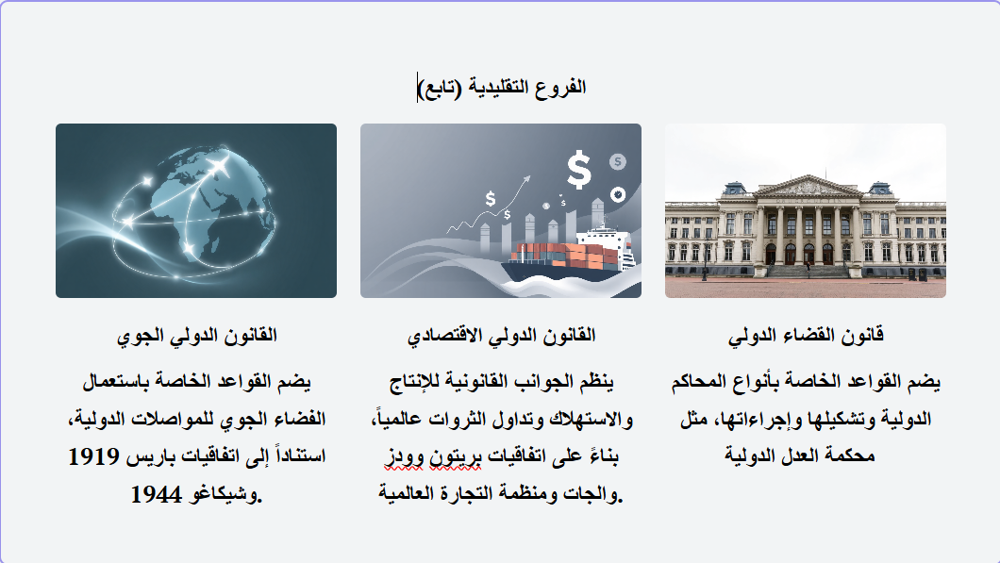 الفروع التقليدية (تابع)
قانون القضاء الدولي
يضم القواعد الخاصة بأنواع المحاكم
الدولية وتشكيلها وإجراءاتها، مثل
محكمة العدل الدولية
القانون الدولي الاقتصادي
ينظم الجوانب القانونية للإنتاج
والاستهلاك وتداول الثروات عالمياً،
بناءً على اتفاقيات بريتون وودز
والجات ومنظمة التجارة العالمية.
القانون الدولي الجوي
يضم القواعد الخاصة باستعمال
الفضاء الجوي للمواصلات الدولية،
استناداً إلى اتفاقيات باريس 1919
وشيكاغو 1944.